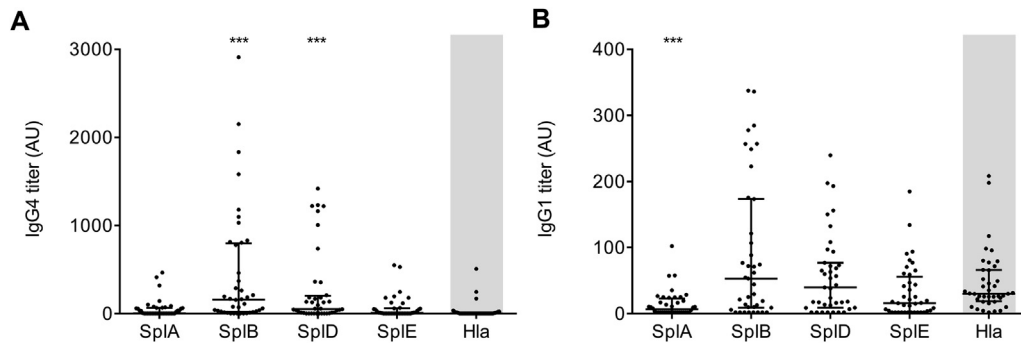 A
IgG4 titer (AU)
3000
2000
1000
0
*** ***
SplA SplB SplD SplE Hla
B
IgG1 titer (AU)
400
300
200
100
0
***
SplA SplB SplD SplE Hla